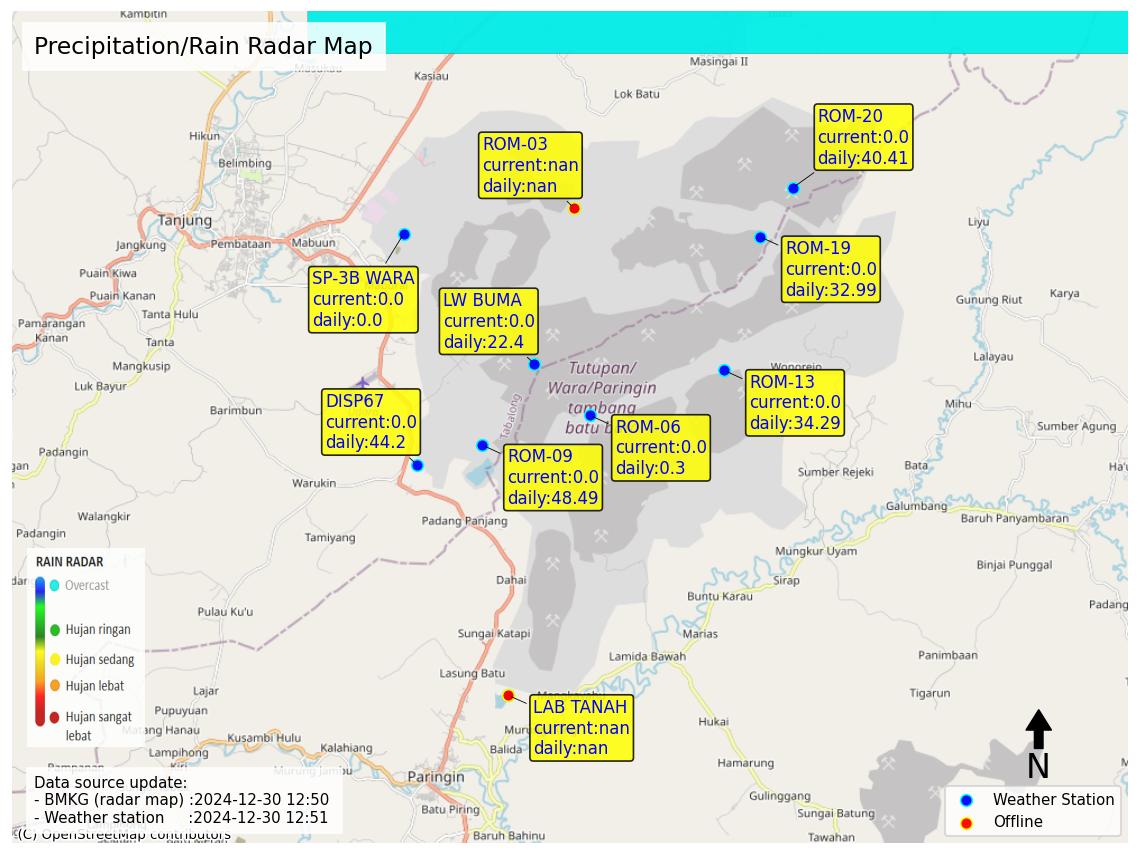 Kambitin
Precipitation/Rain Radar Map
Masukau
Kasiau
Masingai II
Lok Batu
Hikun
Belimbing
Tanjung
Jangkung
Pembataan
Mabuun
Puain Kiwa
Puain Kanan
Tanta Hulu
Pamarangan
Kanan
Tanta
Mangkusip
Luk Bayur
Barimbun
ROM-03
current:nan
daily:nan
ROM-20
current:0.0
daily:40.41
SP-3B WARA
current:0.0
daily:0.0
LW BUMA
current:0.0
daily:22.4
ROM-19
current:0.0
daily:32.99
Liyu
Gunung Riut
Karya
Lalayau
Mihu
Sumber Agung
Wonorejo
Tutupan/
Wara/Paringin
tambang
batu b
Tabalong
ROM-13
current:0.0
daily:34.29
DISP67
current:0.0
daily:44.2
ROM-06
current:0.0
daily:0.3
ROM-09
current:0.0
daily:48.49
gan
Padangin
Warukin
Walangkir
Padangin
Tamiyang
Padang Panjang
Sumber Rejeki
Bata
Galumbang
Baruh Panyambaran
Mungkur Uyam
Binjai Punggal
Sirap
Padang
Dahai
Buntu Karau
Pulau Ku'u
Sungai Katapi
Marias
Lamida Bawah
Panimbaan
Lasung Batu
Tigarun
Lajar
Pupuyuan
Matang Hanau
Kusambi Hulu
Lampihong
Kiri
Kalahiang
Murung Jambu
Paringin
Batu Piring
Baruh Bahinu
Balida
Muru
Hukai
Hamarung
Gulinggang
Sungai Batung
Tawahan
LAB TANAH
current:nan
daily:nan
RAIN RADAR
Overcast
Hujan ringan
Hujan sedang
Hujan lebat
Hujan sangat
lebat
Data source update:
- BMKG (radar map) :2024-12-30 12:50
- Weather station :2024-12-30 12:51
(C) OpenStreetMap contributors
N
Weather Station
Offline